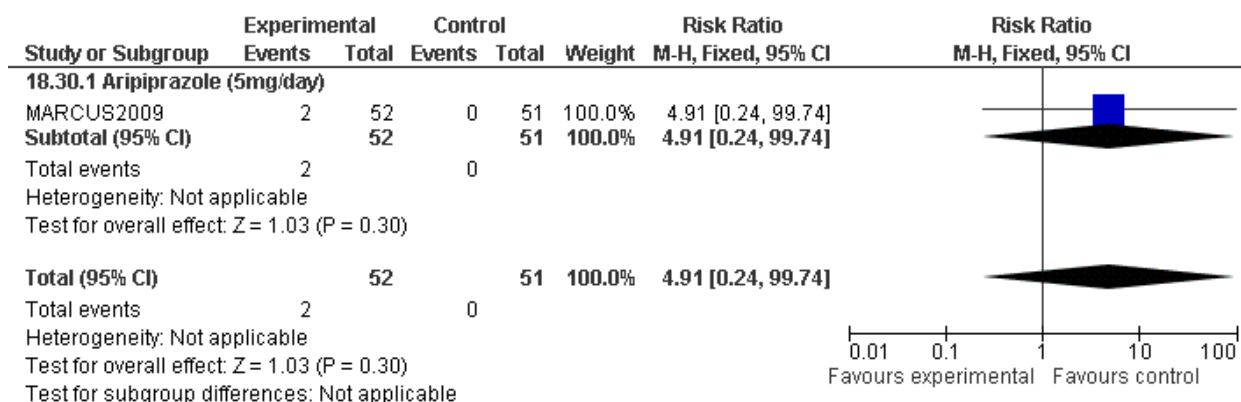 Experimental Control Risk Ratio Risk Ratio
Study or Subgroup Events Total Events Total Weight M-H, Fixed, 95% CI M-H, Fixed, 95% CI
18.30.1 Aripiprazole (5mg/day)
MARCUS2009 2 52 0 51 100.0% 4.91 [0.24, 99.74]
Subtotal (95% CI) 52 51 100.0% 4.91 [0.24, 99.74]
Total events 2 0
Heterogeneity: Not applicable
Test for overall effect: Z = 1.03 (P = 0.30)
Total (95% CI) 52 51 100.0% 4.91 [0.24, 99.74]
Total events 2 0
Heterogeneity: Not applicable
Test for overall effect: Z = 1.03 (P = 0.30)
Test for subgroup differences: Not applicable
0.01 0.1 1 10 100
Favours experimental Favours control